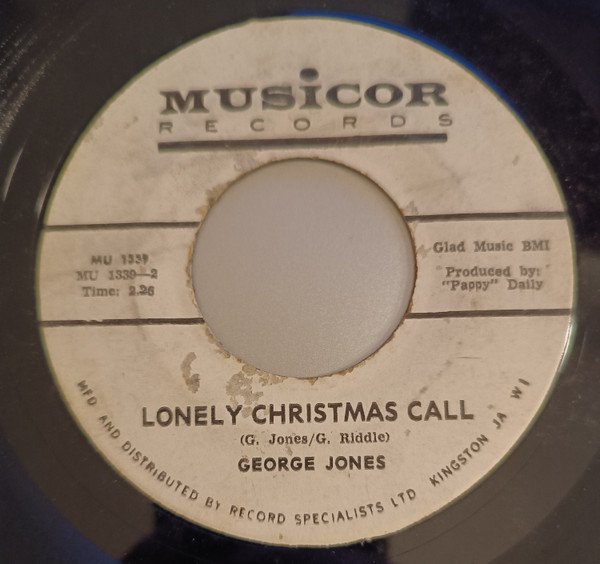 MUSiCOR
RECORDS
MU 1339
MU 1339—2
Time: 2.26
Glad Music BMI
Produced by:
"Pappy" Daily
LONELY CHRISTMAS CALL
(G. Jones/G. Riddle)
GEORGE JONES
MFD AND DISTRIBUTED BY RECORD SPECIALISTS LTD KINGSTON JA W I